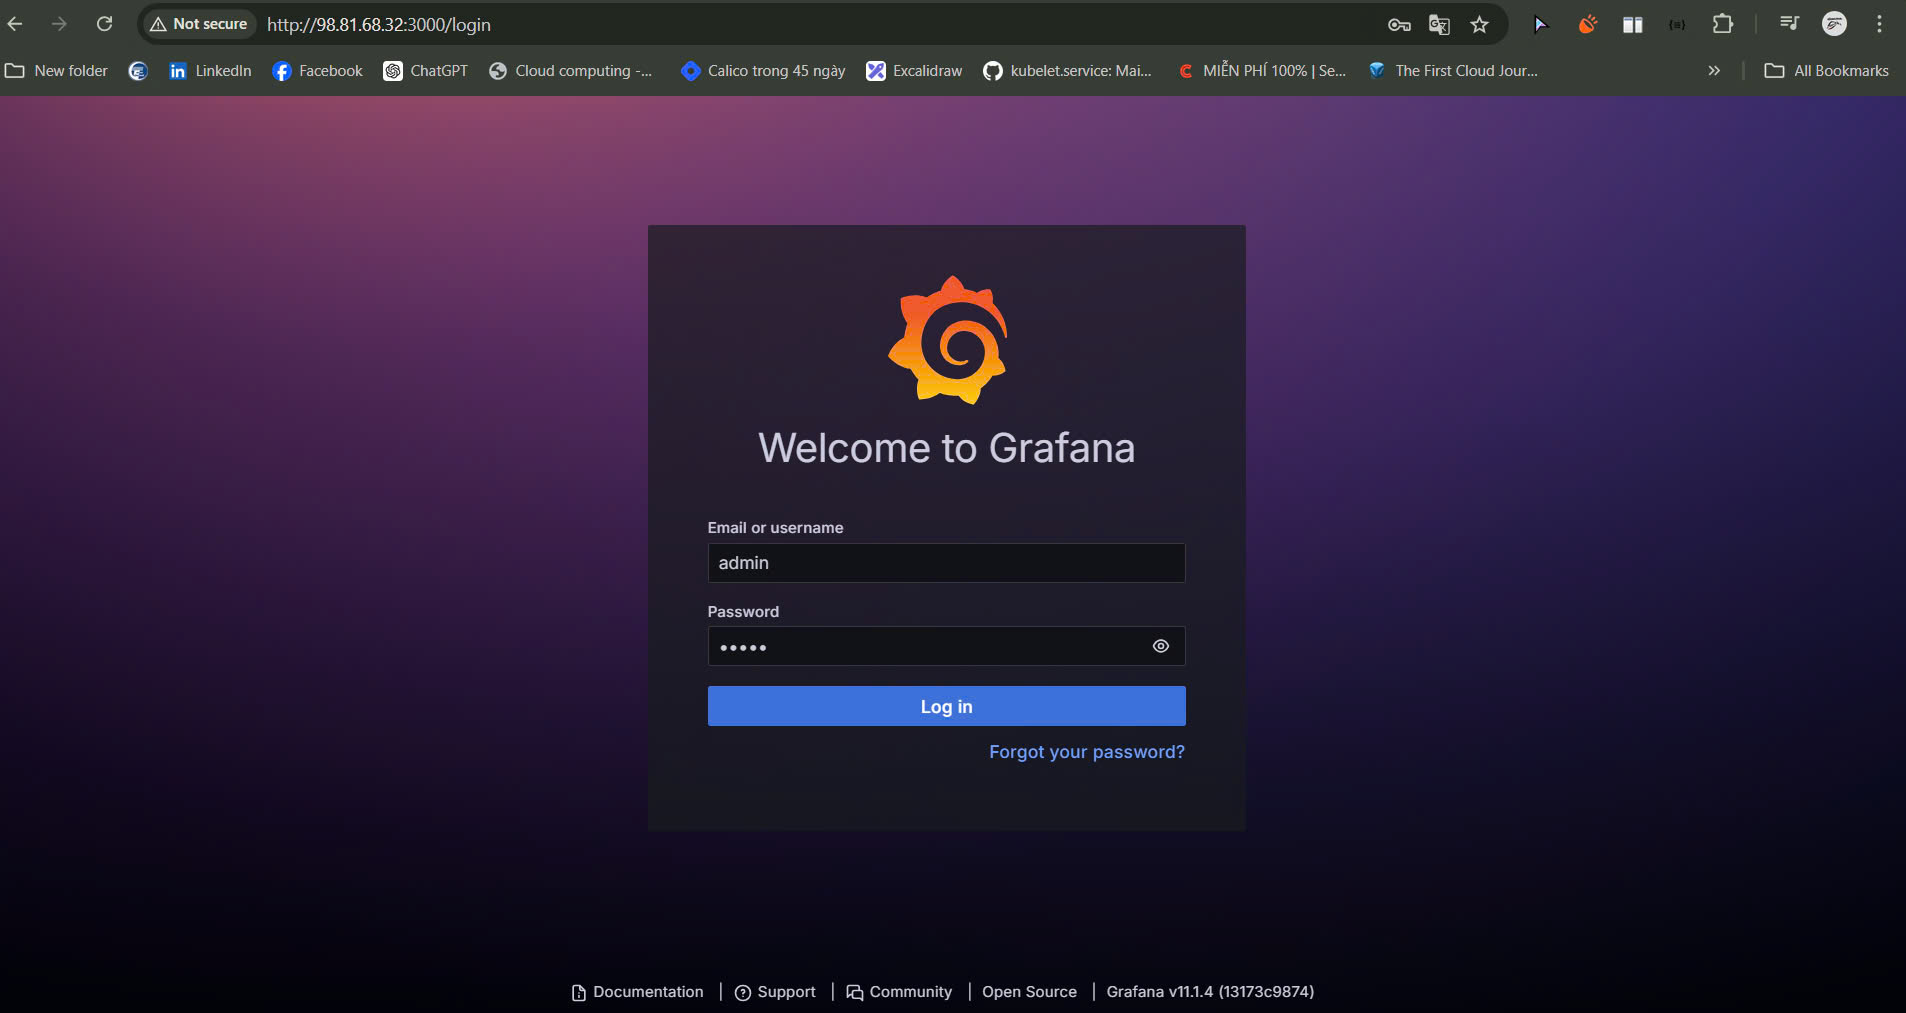 Not secure http://98.81.68.32:3000/login
New folder LinkedIn Facebook ChatGPT Cloud computing -... Calico trong 45 ngày Excalidraw kubelet.service: Mai... MIỄN PHÍ 100% | Se... The First Cloud Jour... » All Bookmarks
Welcome to Grafana
Email or username
admin
Password
•••••
Log in
Forgot your password?
Documentation | Support | Community | Open Source | Grafana v11.1.4 (13173c9874)